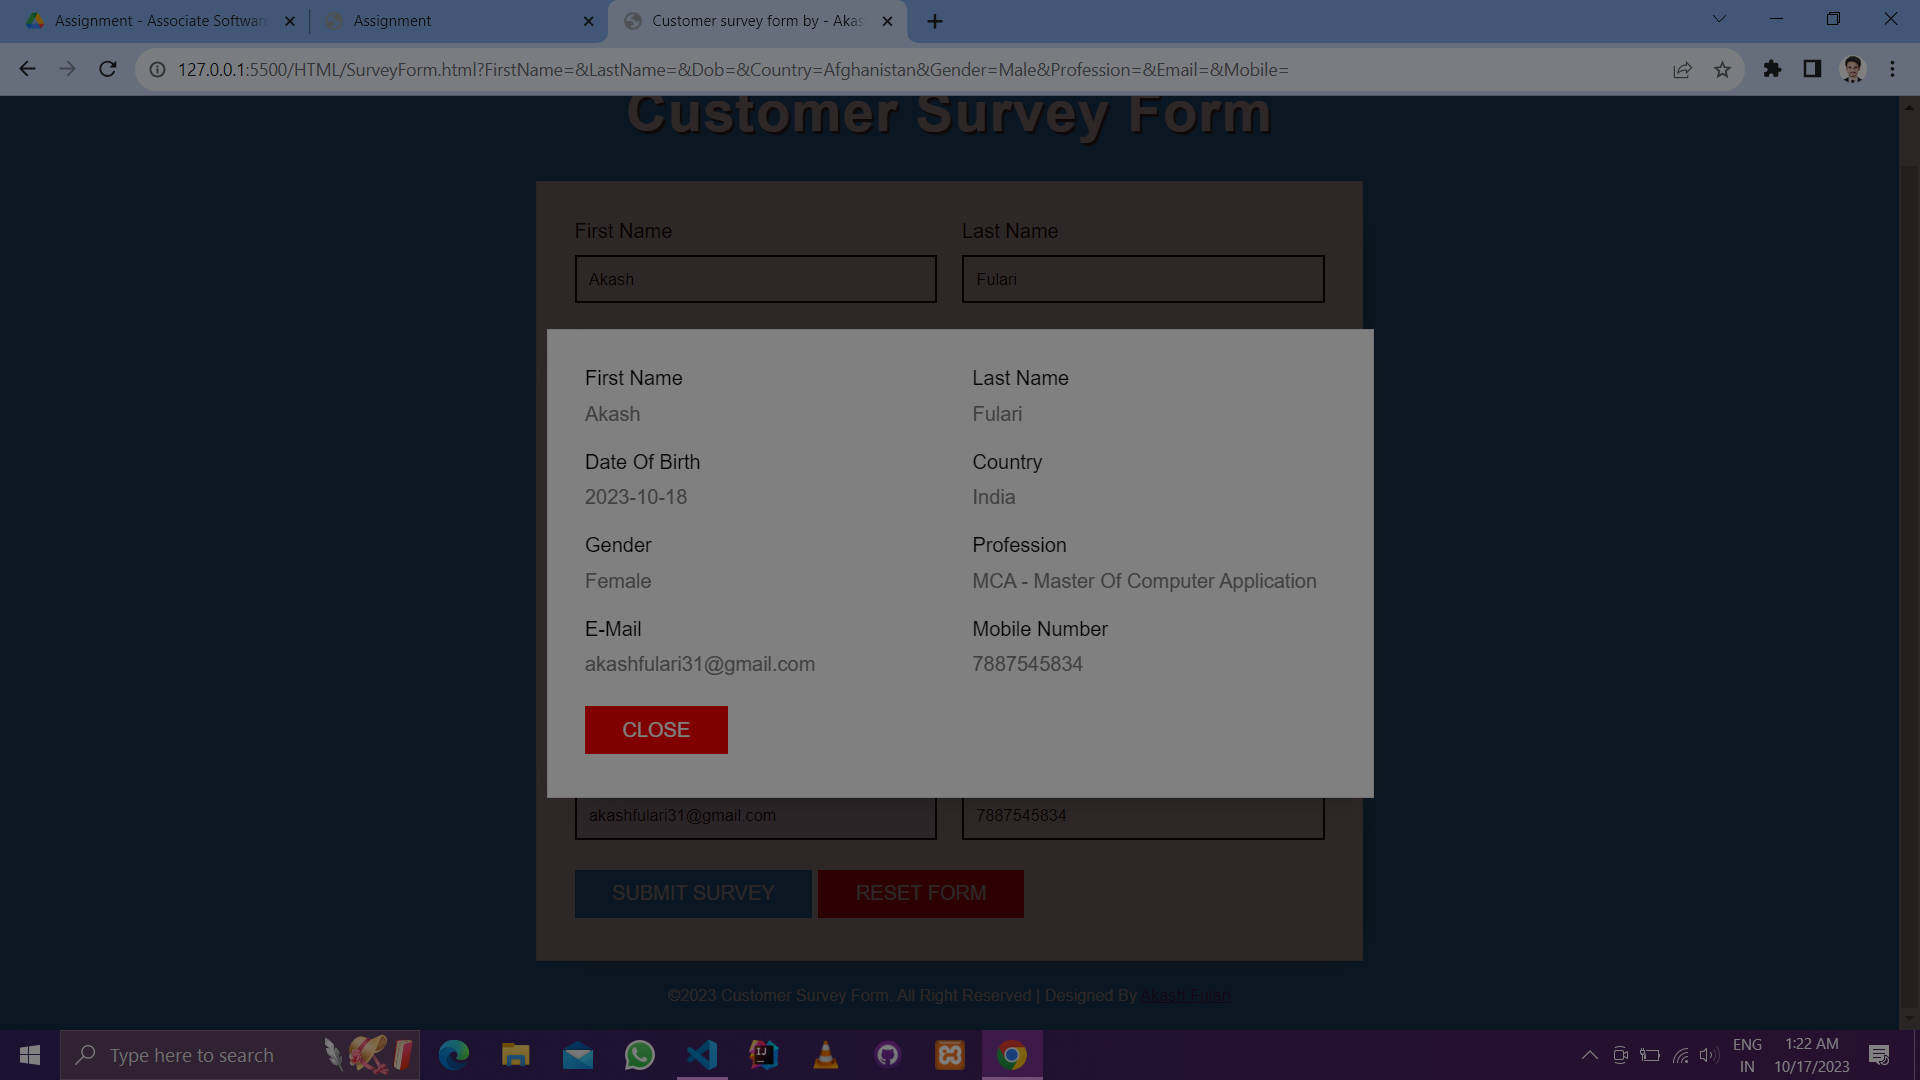 Assignment - Associate Software
Assignment
Customer survey form by - Akas
127.0.0.1:5500/HTML/SurveyForm.html?FirstName=&LastName=&Dob=&Country=Afghanistan&Gender=Male&Profession=&Email=&Mobile=
Customer Survey Form
First Name Last Name
Akash Fulari
First Name Last Name
Akash Fulari
Date Of Birth Country
2023-10-18 India
Gender Profession
Female MCA - Master Of Computer Application
E-Mail Mobile Number
akashfulari31@gmail.com 7887545834
CLOSE
akashfulari31@gmail.com 7887545834
SUBMIT SURVEY RESET FORM
©2023 Customer Survey Form. All Right Reserved | Designed By Akash Fulari
Type here to search
ENG 1:22 AM
IN 10/17/2023